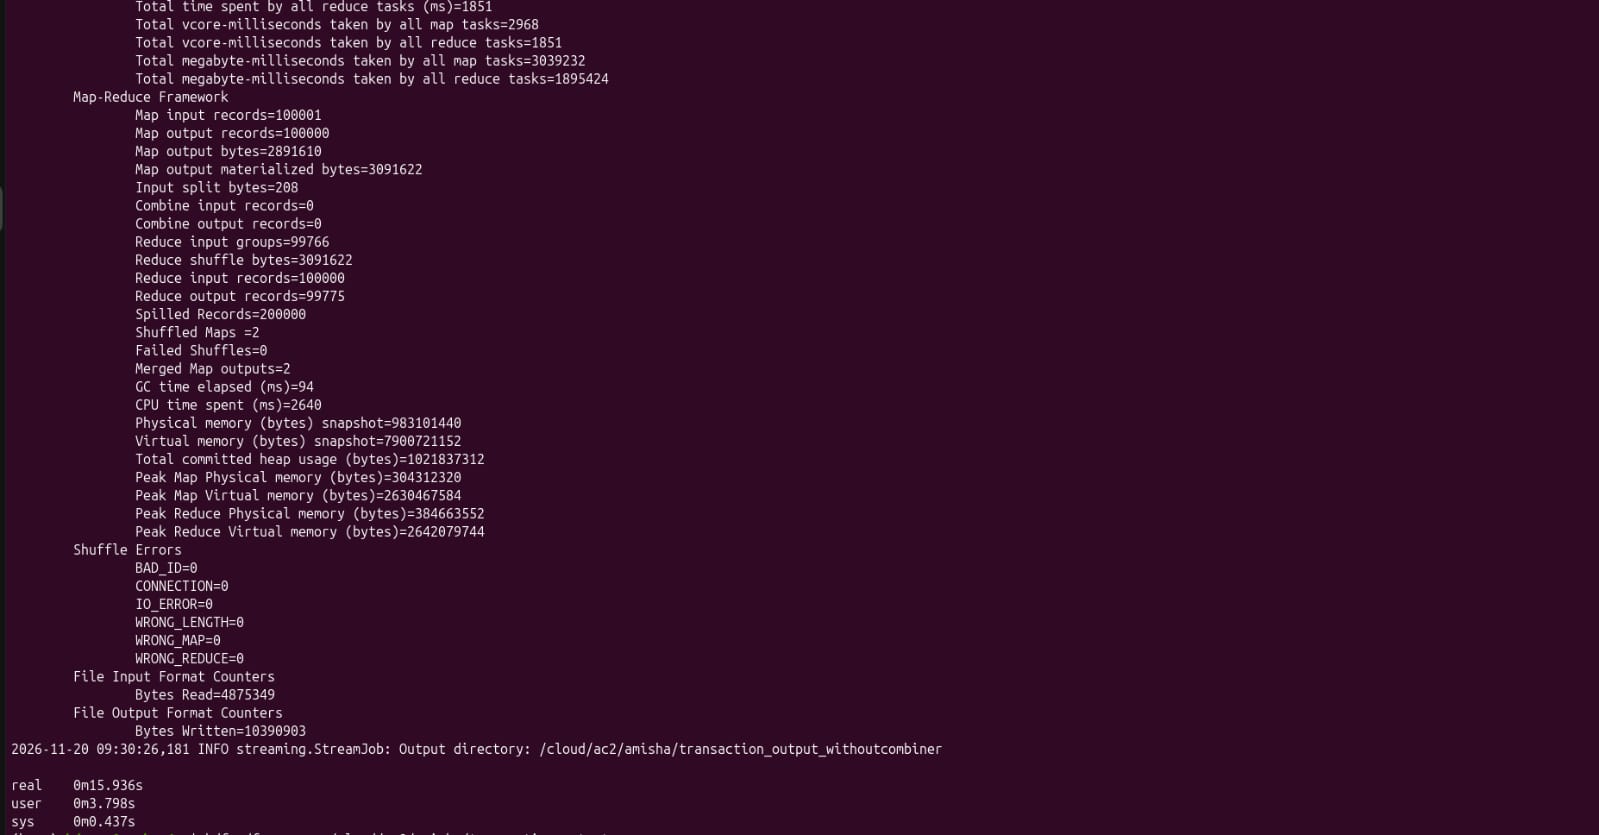 Total time spent by all reduce tasks (ms)=1851
Total vcore-milliseconds taken by all map tasks=2968
Total vcore-milliseconds taken by all reduce tasks=1851
Total megabyte-milliseconds taken by all map tasks=3039232
Total megabyte-milliseconds taken by all reduce tasks=1895424
Map-Reduce Framework
Map input records=100001
Map output records=100000
Map output bytes=2891610
Map output materialized bytes=3091622
Input split bytes=208
Combine input records=0
Combine output records=0
Reduce input groups=99766
Reduce shuffle bytes=3091622
Reduce input records=100000
Reduce output records=99775
Spilled Records=200000
Shuffled Maps =2
Failed Shuffles=0
Merged Map outputs=2
GC time elapsed (ms)=94
CPU time spent (ms)=2640
Physical memory (bytes) snapshot=983101440
Virtual memory (bytes) snapshot=7900721152
Total committed heap usage (bytes)=1021837312
Peak Map Physical memory (bytes)=304312320
Peak Map Virtual memory (bytes)=2630467584
Peak Reduce Physical memory (bytes)=384663552
Peak Reduce Virtual memory (bytes)=2642079744
Shuffle Errors
BAD_ID=0
CONNECTION=0
IO_ERROR=0
WRONG_LENGTH=0
WRONG_MAP=0
WRONG_REDUCE=0
File Input Format Counters
Bytes Read=4875349
File Output Format Counters
Bytes Written=10390903
2026-11-20 09:30:26,181 INFO streaming.StreamJob: Output directory: /cloud/ac2/amisha/transaction_output_withoutcombiner
real 0m15.936s
user 0m3.798s
sys 0m0.437s